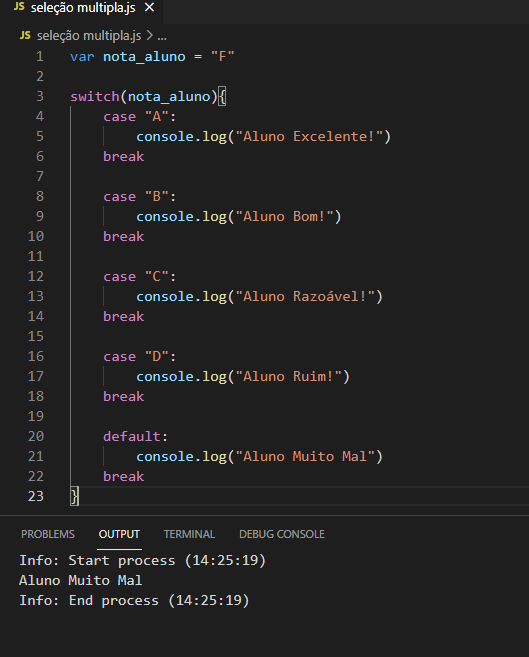 JS seleção multipla.js ×
JS seleção multipla.js > ...
1 var nota_aluno = "F"
2
3 switch(nota_aluno){
4 case "A":
5 console.log("Aluno Excelente!")
6 break
7
8 case "B":
9 console.log("Aluno Bom!")
10 break
11
12 case "C":
13 console.log("Aluno Razoável!")
14 break
15
16 case "D":
17 console.log("Aluno Ruim!")
18 break
19
20 default:
21 console.log("Aluno Muito Mal")
22 break
23 }
PROBLEMS OUTPUT TERMINAL DEBUG CONSOLE
Info: Start process (14:25:19)
Aluno Muito Mal
Info: End process (14:25:19)